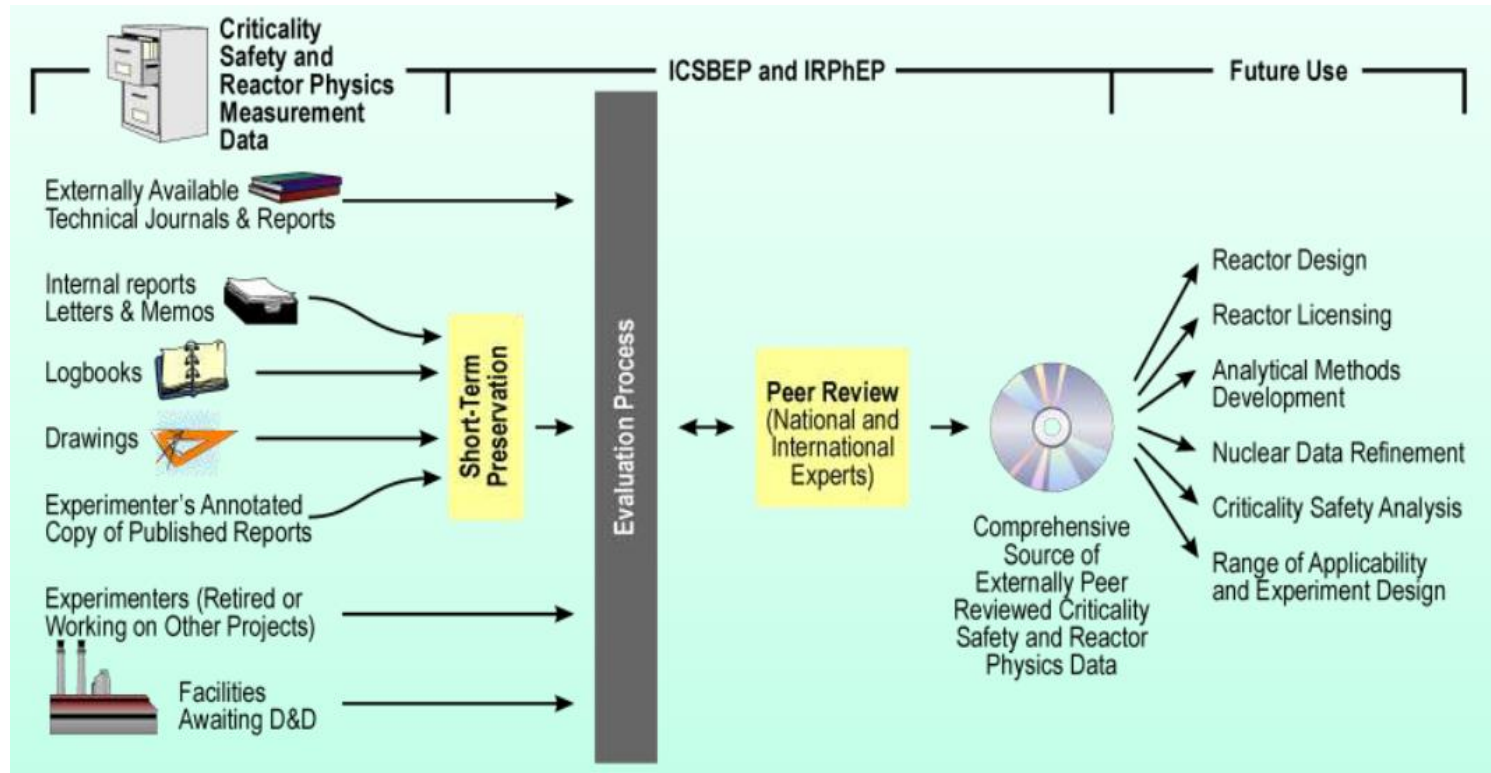 Criticality
Safety and
Reactor Physics
Measurement
Data
ICSBEP and IRPhEP
Future Use
Externally Available
Technical Journals & Reports
Internal reports
Letters & Memos
Logbooks
Drawings
Experimenter's Annotated
Copy of Published Reports
Experimenters (Retired or
Working on Other Projects)
Facilities
Awaiting D&D
Short-Term
Preservation
Evaluation Process
Peer Review
(National and
International
Experts)
Comprehensive
Source of
Externally Peer
Reviewed Criticality
Safety and Reactor
Physics Data
Reactor Design
Reactor Licensing
Analytical Methods
Development
Nuclear Data Refinement
Criticality Safety Analysis
Range of Applicability
and Experiment Design